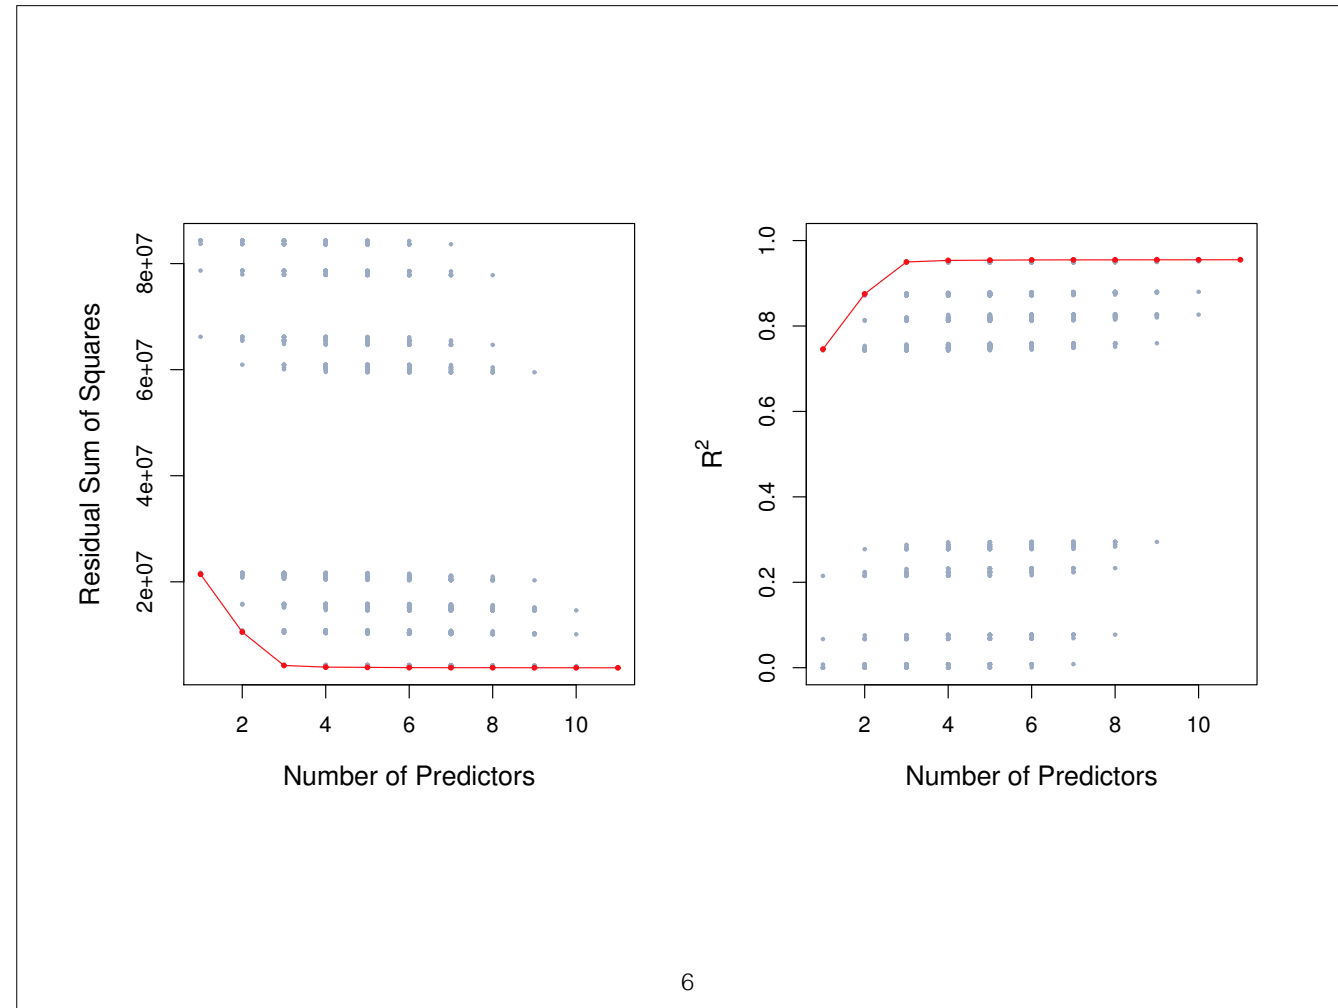 Residual Sum of Squares
8e+07
6e+07
4e+07
2e+07
2 4 6 8 10
Number of Predictors
R²
1.0
0.8
0.6
0.4
0.2
0.0
2 4 6 8 10
Number of Predictors
6